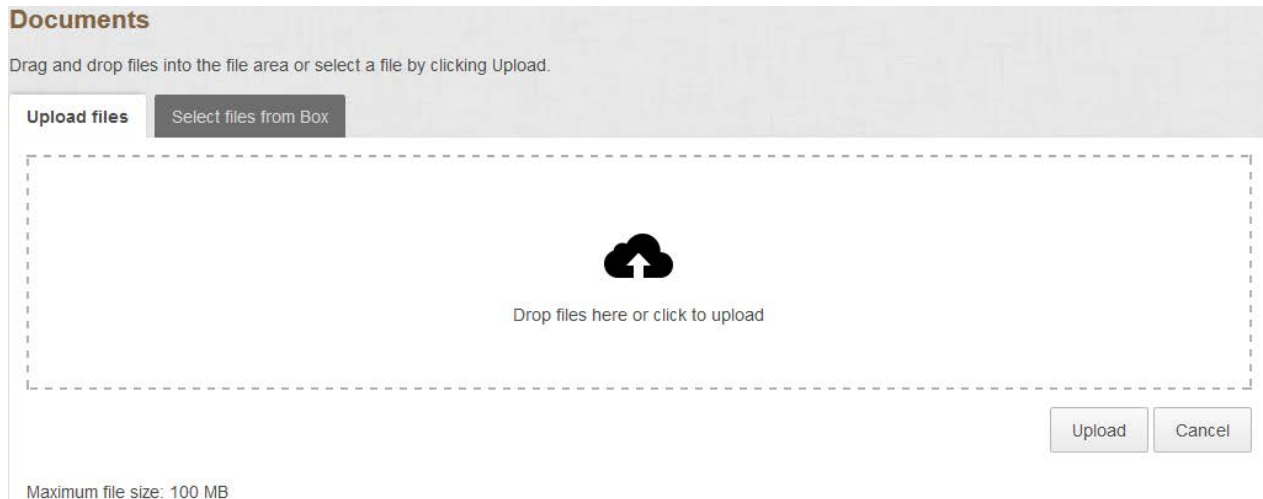 Documents
Drag and drop files into the file area or select a file by clicking Upload.
Upload files
Select files from Box
Drop files here or click to upload
Upload
Cancel
Maximum file size: 100 MB